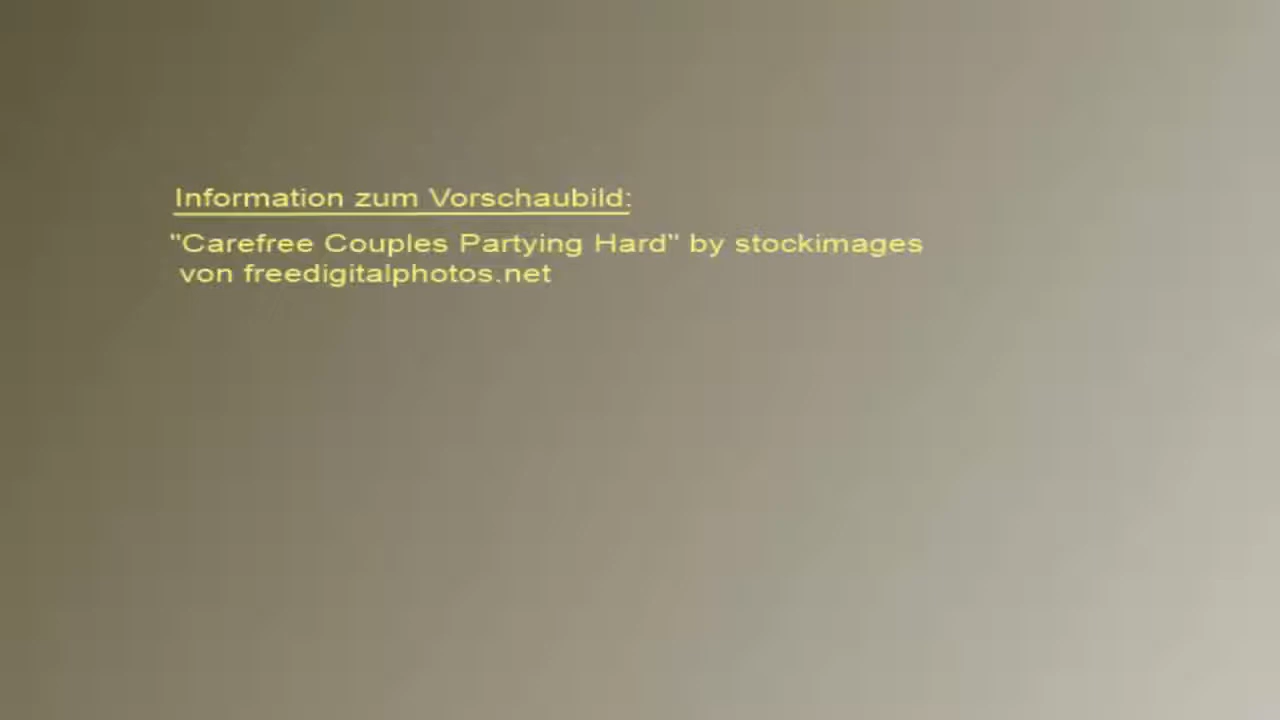 Information zum Vorschaubild:
"Carefree Couples Partying Hard" by stockimages
von freedigitalphotos.net